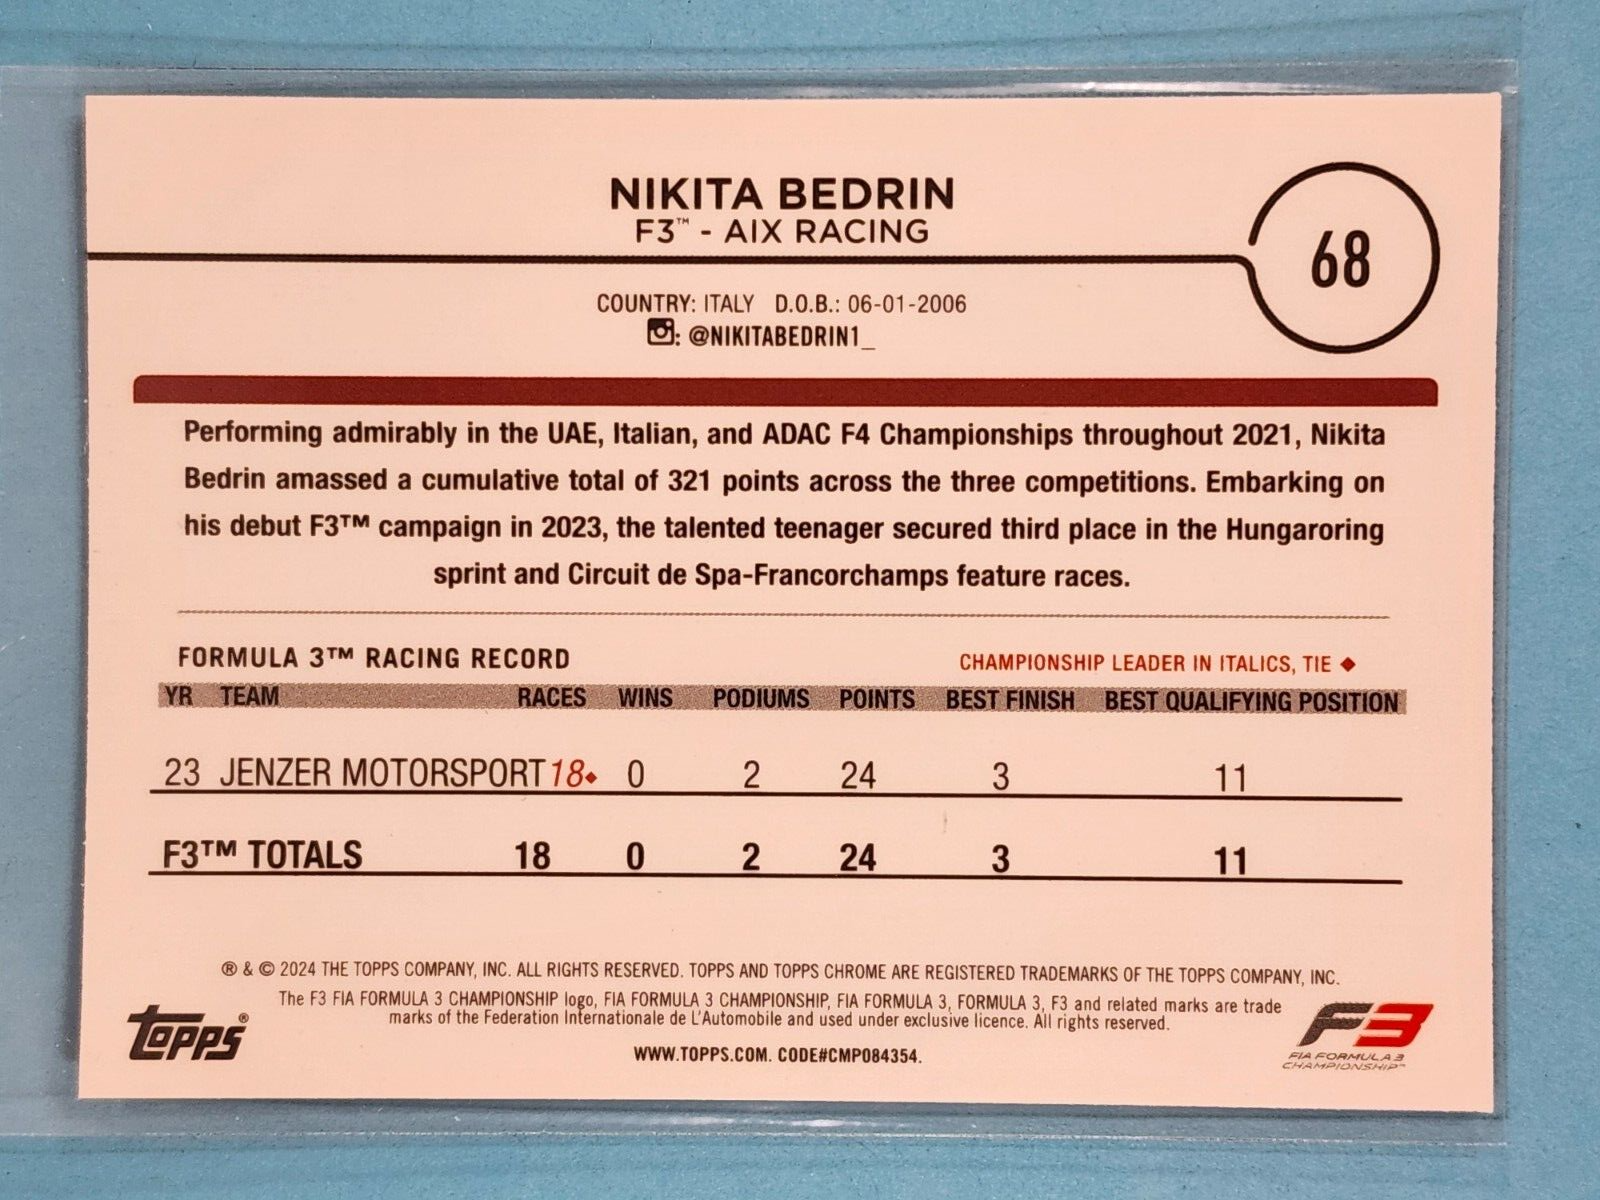 NIKITA BEDRIN
F3™ - AIX RACING
68
COUNTRY: ITALY D.O.B.: 06-01-2006
: @NIKITABEDRIN1_
Performing admirably in the UAE, Italian, and ADAC F4 Championships throughout 2021, Nikita
Bedrin amassed a cumulative total of 321 points across the three competitions. Embarking on
his debut F3™ campaign in 2023, the talented teenager secured third place in the Hungaroring
sprint and Circuit de Spa-Francorchamps feature races.
FORMULA 3™ RACING RECORD CHAMPIONSHIP LEADER IN ITALICS, TIE ◆
YR TEAM RACES WINS PODIUMS POINTS BEST FINISH BEST QUALIFYING POSITION
23 JENZER MOTORSPORT 18◆ 0 2 24 3 11
F3™ TOTALS 18 0 2 24 3 11
® & © 2024 THE TOPPS COMPANY, INC. ALL RIGHTS RESERVED. TOPPS AND TOPPS CHROME ARE REGISTERED TRADEMARKS OF THE TOPPS COMPANY, INC.
The F3 FIA FORMULA 3 CHAMPIONSHIP logo, FIA FORMULA 3 CHAMPIONSHIP, FIA FORMULA 3, FORMULA 3, F3 and related marks are trade
marks of the Federation Internationale de L'Automobile and used under exclusive licence. All rights reserved.
WWW.TOPPS.COM. CODE#CMP084354.
TOPPS®
F3
FIA FORMULA 3
CHAMPIONSHIP™